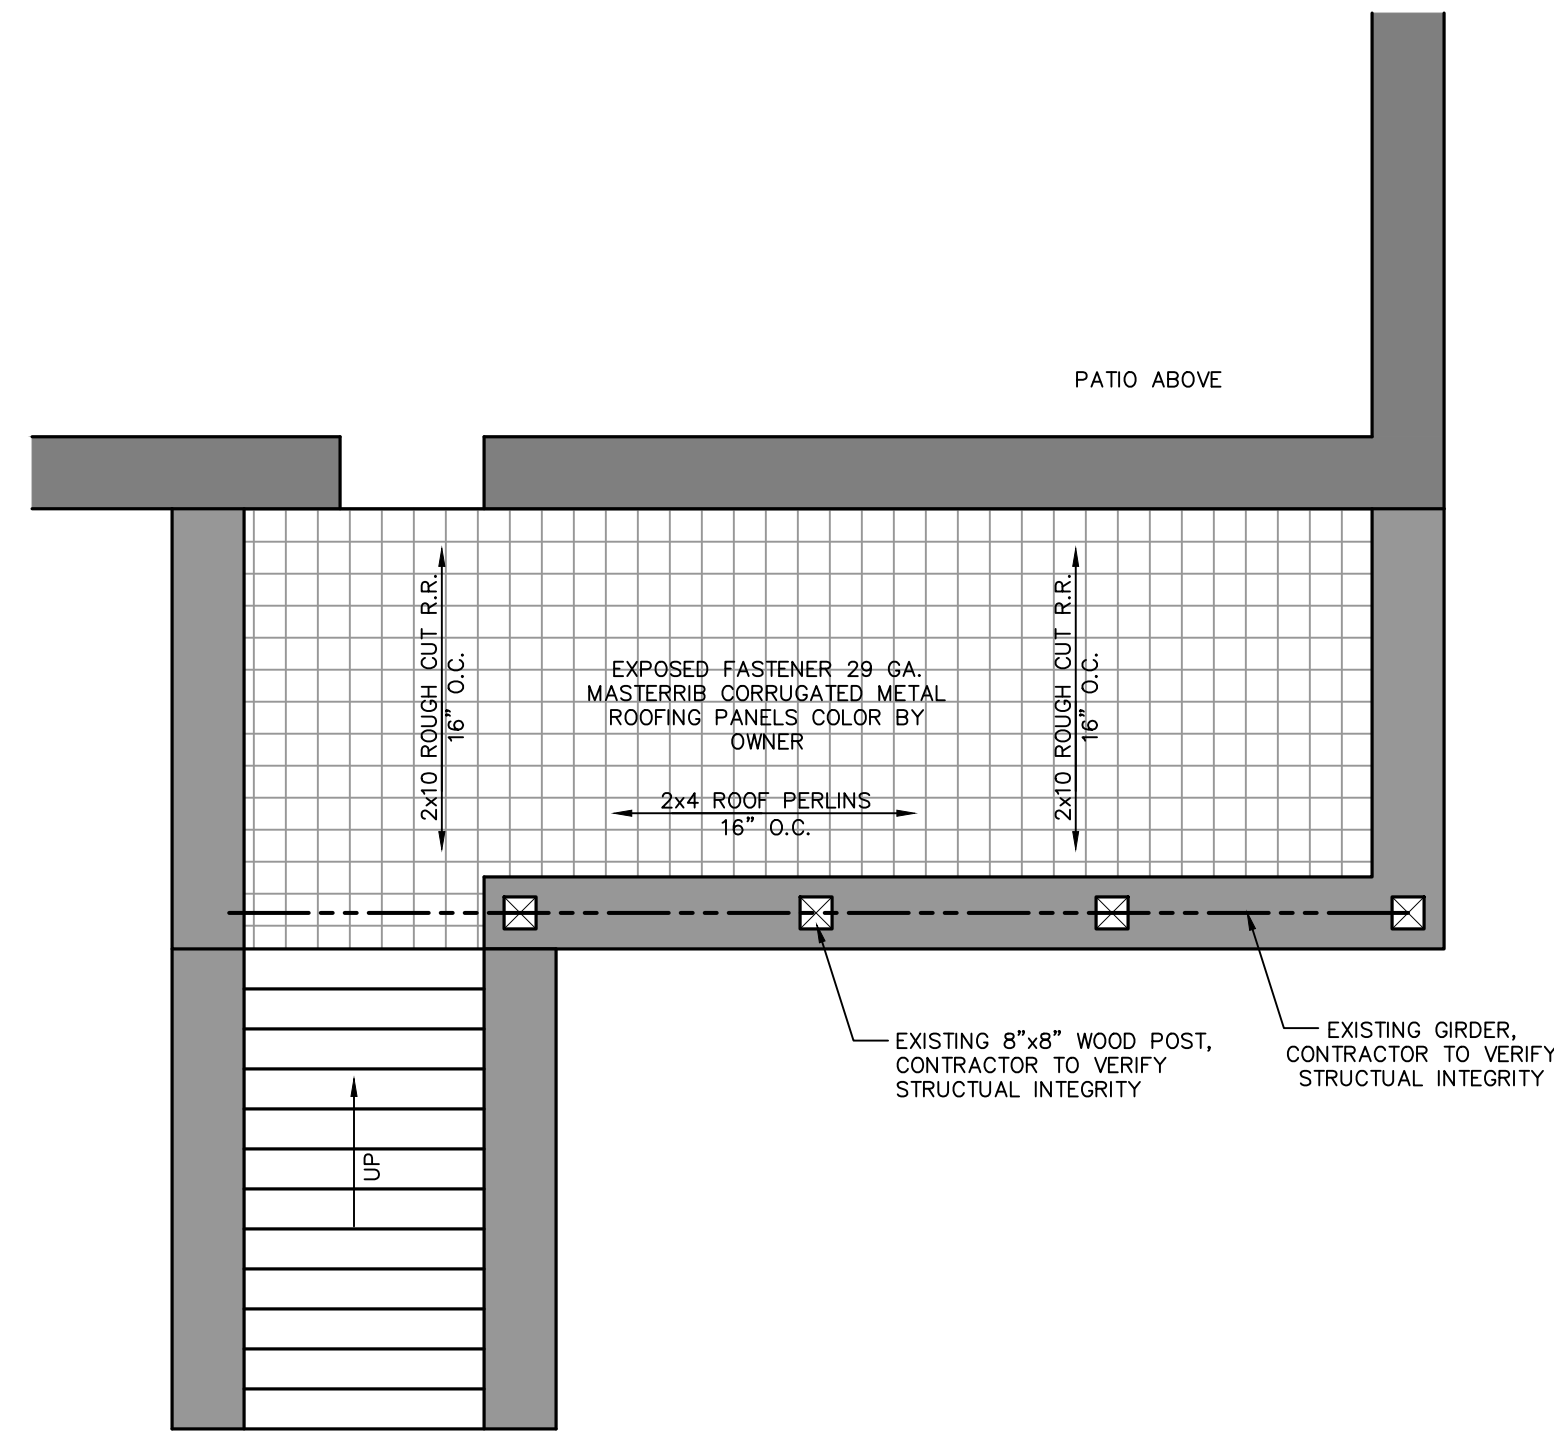 PATIO ABOVE
2x10 ROUGH CUT R.R.
16" O.C.
EXPOSED FASTENER 29 GA.
MASTERRIB CORRUGATED METAL
ROOFING PANELS COLOR BY
OWNER
2x4 ROOF PERLINS
16" O.C.
2x10 ROUGH CUT R.R.
16" O.C.
EXISTING 8"x8" WOOD POST,
CONTRACTOR TO VERIFY
STRUCTUAL INTEGRITY
EXISTING GIRDER,
CONTRACTOR TO VERIFY
STRUCTUAL INTEGRITY
UP